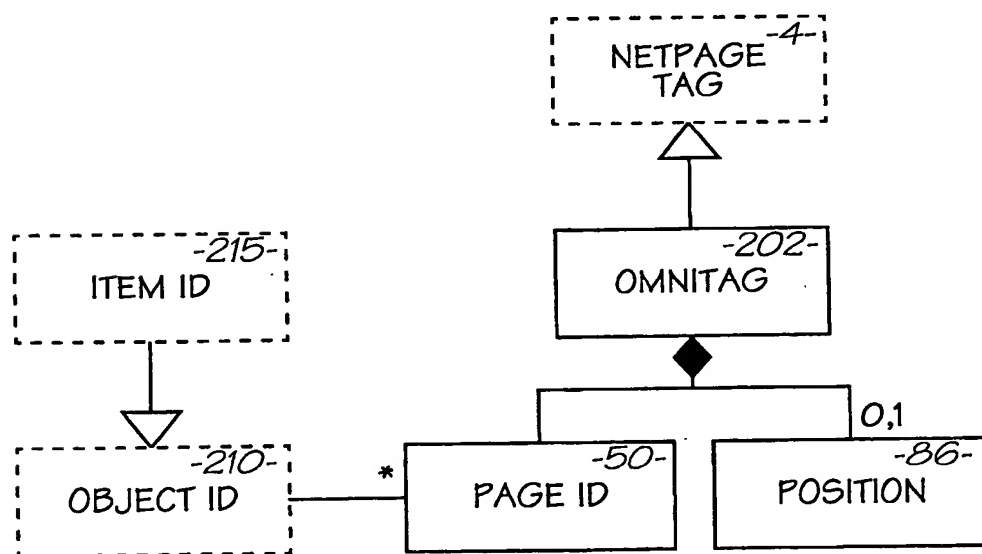 -4-
NETPAGE
TAG
-215-
ITEM ID
-202-
OMNITAG
0,1
-210-
OBJECT ID
*
-50-
PAGE ID
-86-
POSITION